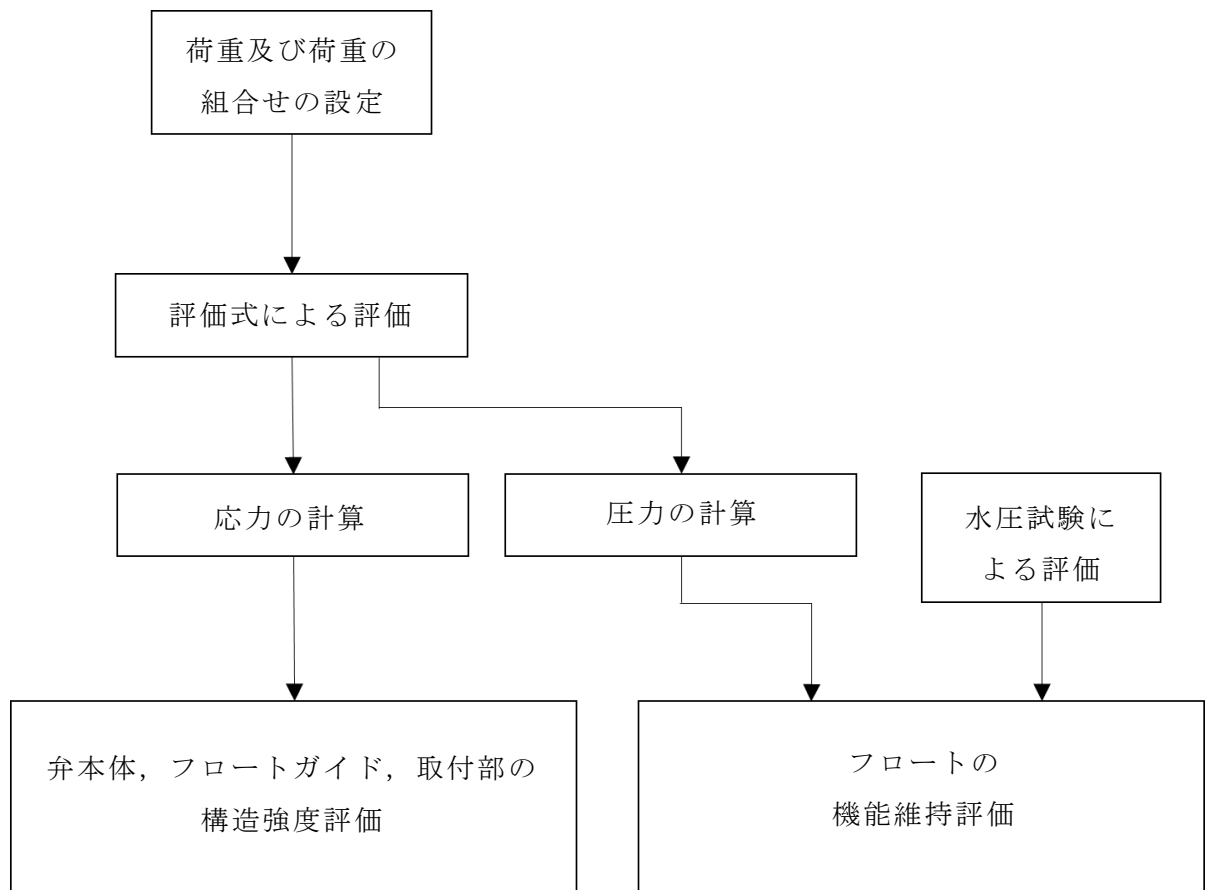 荷重及び荷重の
組合せの設定
評価式による評価
応力の計算
圧力の計算
水圧試験に
よる評価
弁本体，フロートガイド，取付部の
構造強度評価
フロートの
機能維持評価